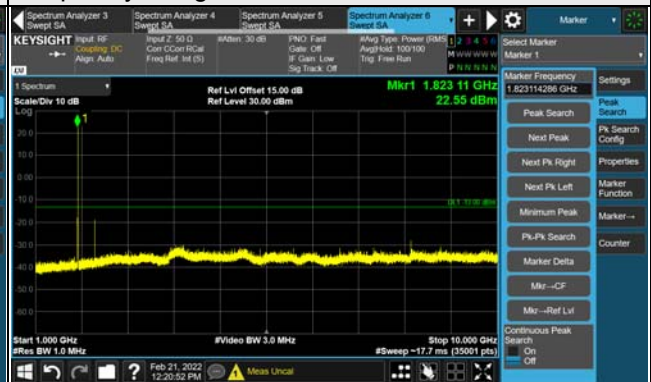 Spectrum Analyzer 3
Swept SA
Spectrum Analyzer 4
Swept SA
Spectrum Analyzer 5
Swept SA
Spectrum Analyzer 6
Swept SA
Marker
KEYSIGHT
Input: RF
Coupling: DC
Align: Auto
Input Z: 50 Ω
Corr CCorr RCal
Freq Ref: Int (S)
#Atten: 30 dB
PNO: Fast
Gate: Off
IF Gain: Low
Sig Track: Off
#Avg Type: Power (RMS
Avg|Hold: 100/100
Trig: Free Run
1 2 3 4 5 6
M W W W W W
P N N N N N
Select Marker
Marker 1
1 Spectrum
Scale/Div 10 dB
Log
Ref Lvl Offset 15.00 dB
Ref Level 30.00 dBm
Mkr1 1.823 11 GHz
22.55 dBm
Marker Frequency
1.823114286 GHz
Peak Search
Next Peak
Next Pk Right
Next Pk Left
Minimum Peak
Pk-Pk Search
Marker Delta
Mkr→CF
Mkr→Ref Lvl
Continuous Peak
Search
On
Off
Settings
Peak
Search
Pk Search
Config
Properties
Marker
Function
Marker→
Counter
1
20.0
10.0
0.00
-10.0
-20.0
-30.0
-40.0
-50.0
-60.0
Start 1.000 GHz
#Res BW 1.0 MHz
#Video BW 3.0 MHz
Stop 10.000 GHz
#Sweep ~17.7 ms (35001 pts)
Feb 21, 2022
12:20:52 PM
Meas Uncal